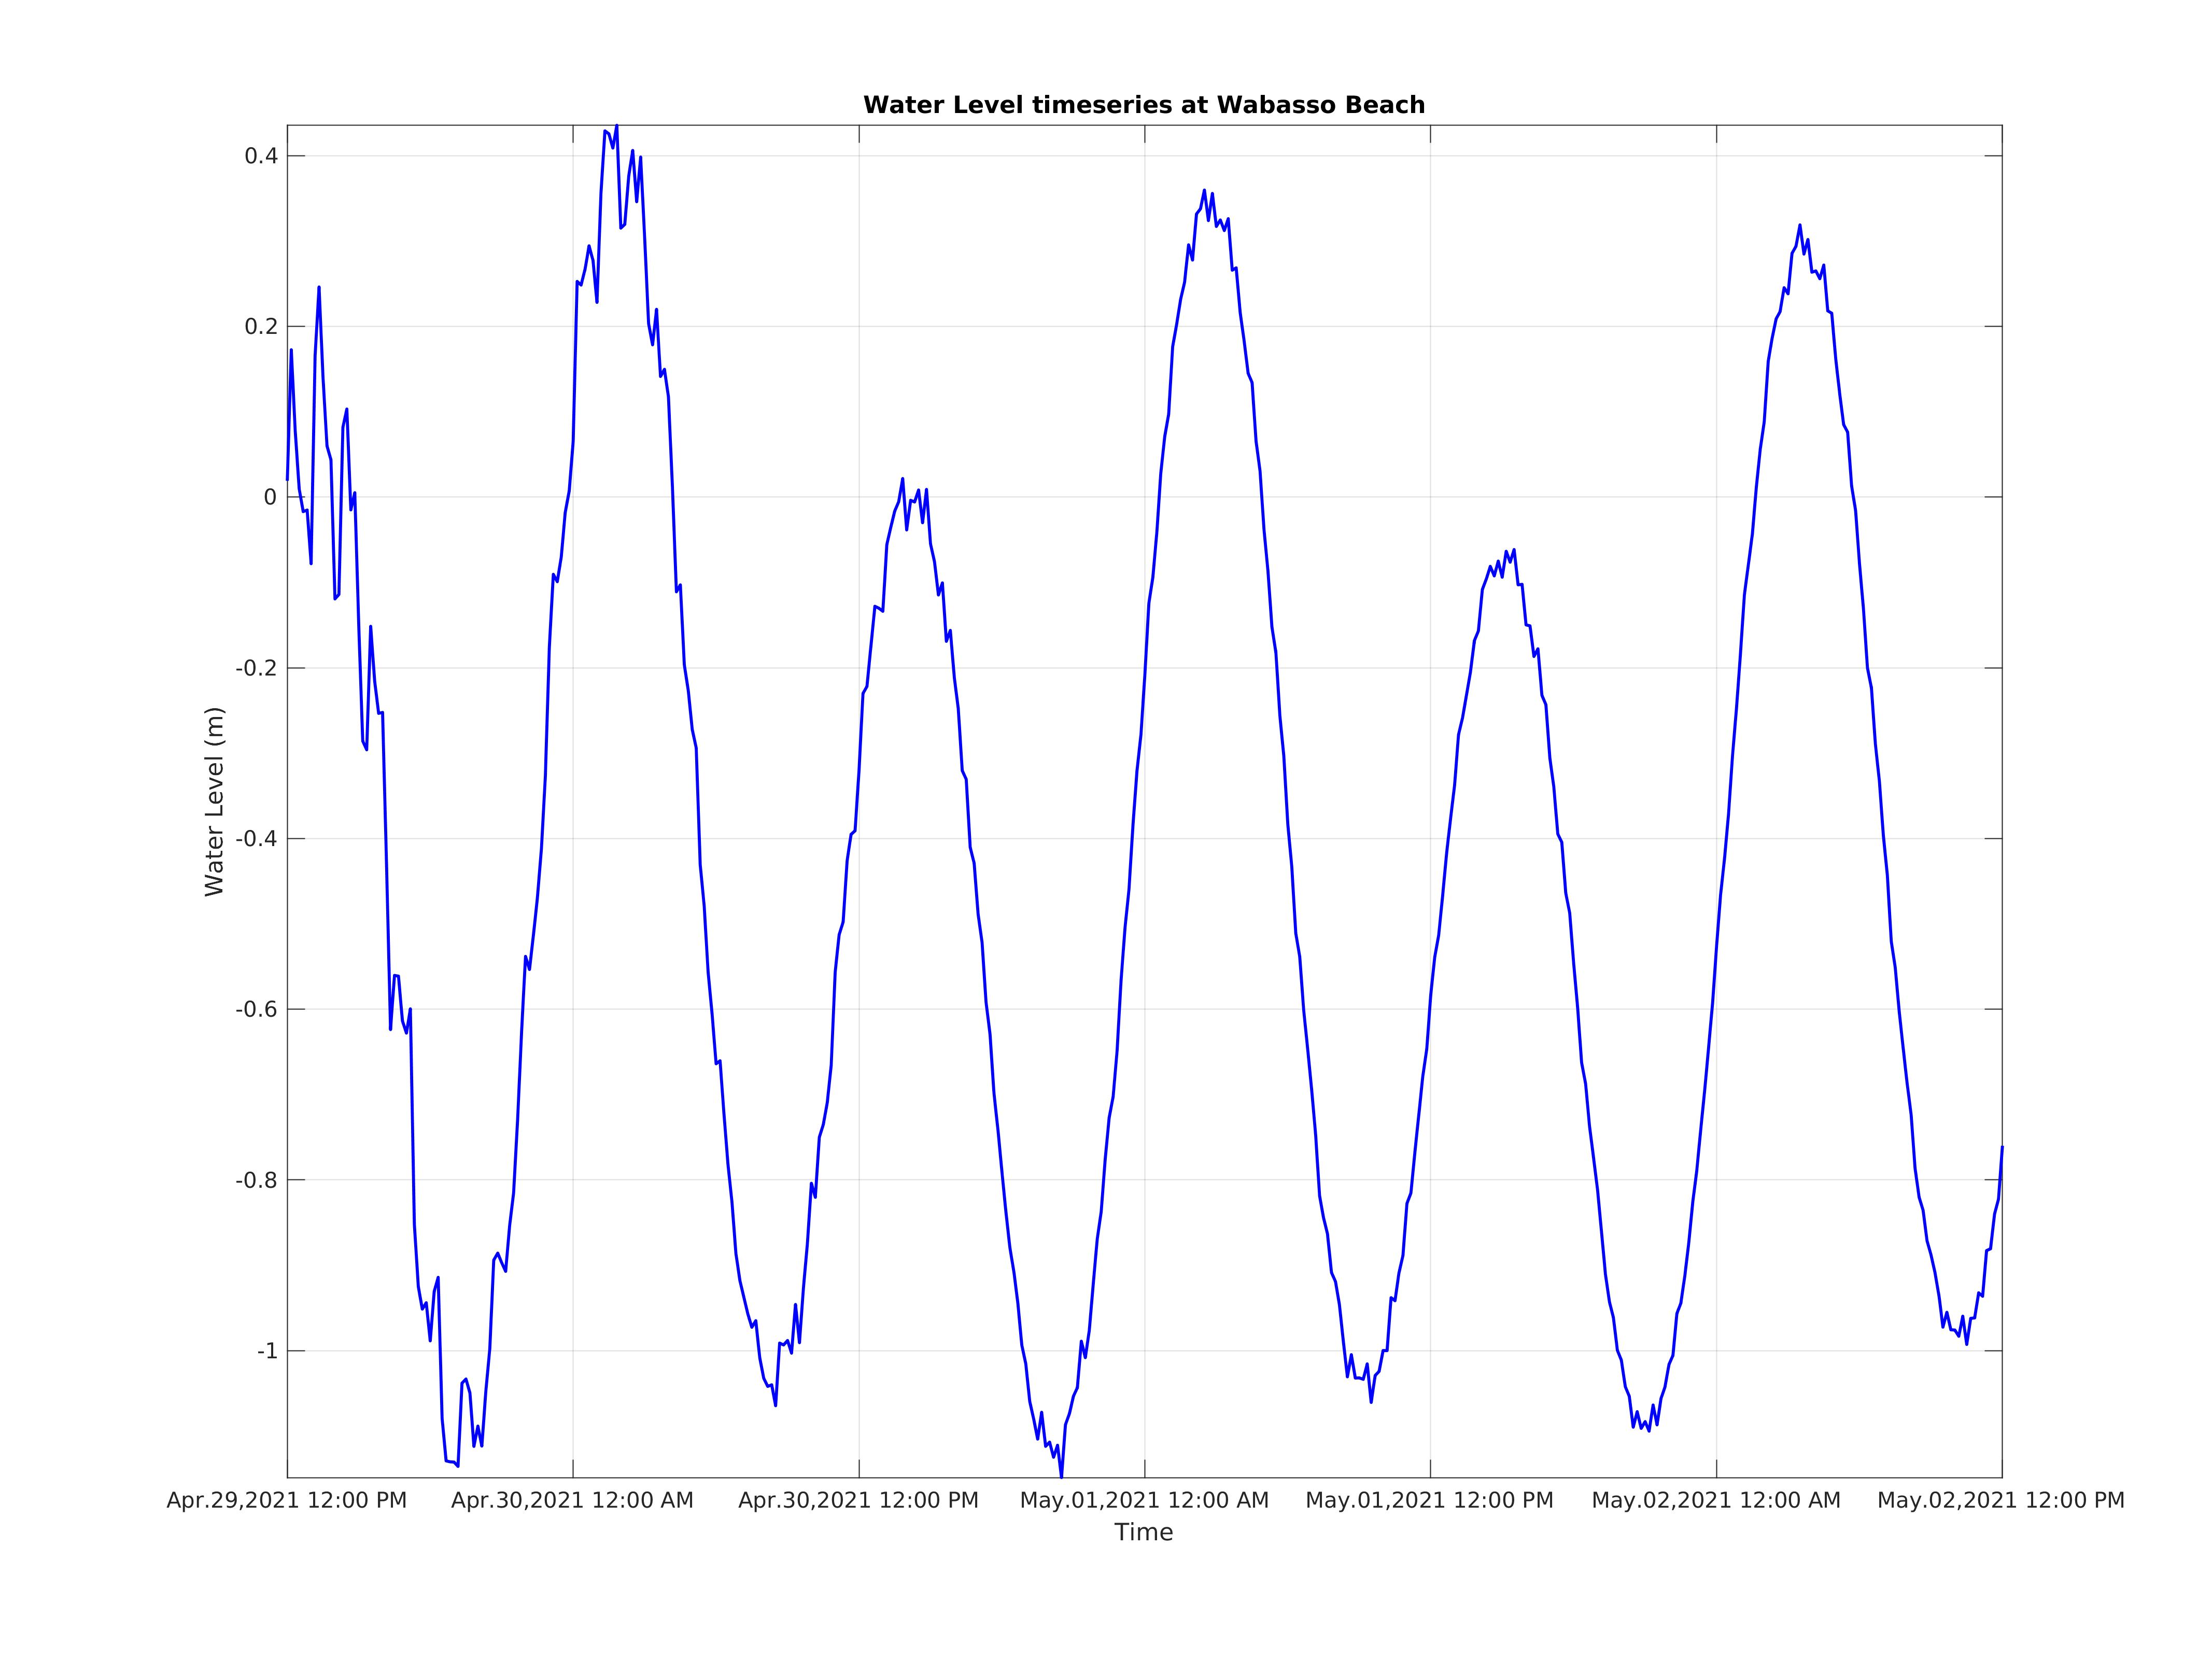 Water Level timeseries at Wabasso Beach
0.4
0.2
0
-0.2
-0.4
-0.6
-0.8
-1
Water Level (m)
Apr.29,2021 12:00 PM Apr.30,2021 12:00 AM Apr.30,2021 12:00 PM May.01,2021 12:00 AM May.01,2021 12:00 PM May.02,2021 12:00 AM May.02,2021 12:00 PM
Time